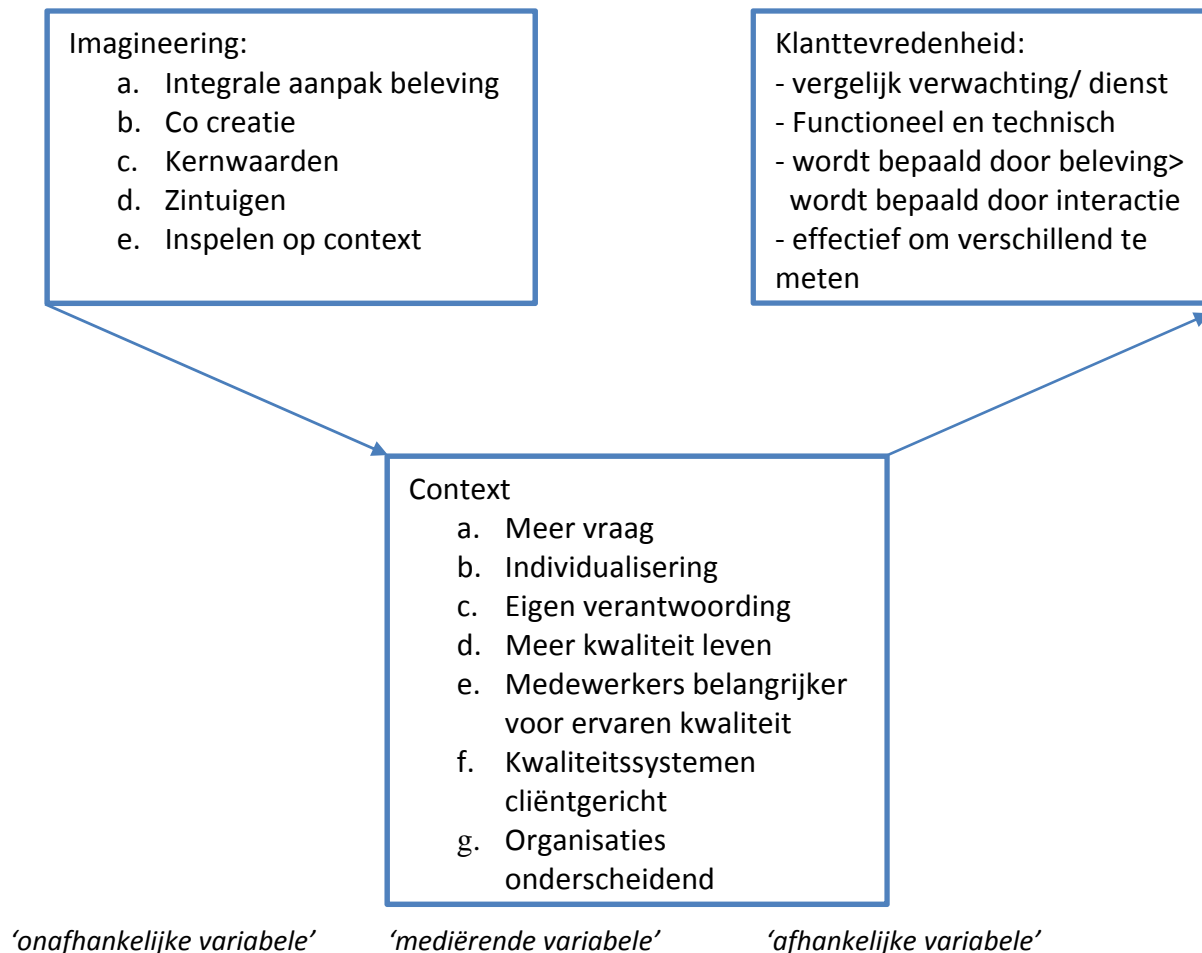 Imagineering:
a. Integrale aanpak beleving
b. Co creatie
c. Kernwaarden
d. Zintuigen
e. Inspelen op context
Klanttevredenheid:
- vergelijk verwachting/ dienst
- Functioneel en technisch
- wordt bepaald door beleving>
wordt bepaald door interactie
- effectief om verschillend te
meten
Context
a. Meer vraag
b. Individualisering
c. Eigen verantwoording
d. Meer kwaliteit leven
e. Medewerkers belangrijker
voor ervaren kwaliteit
f. Kwaliteitssystemen
cliëntgericht
g. Organisaties
onderscheidend
‘onafhankelijke variabele’ ‘mediërende variabele’ ‘afhankelijke variabele’